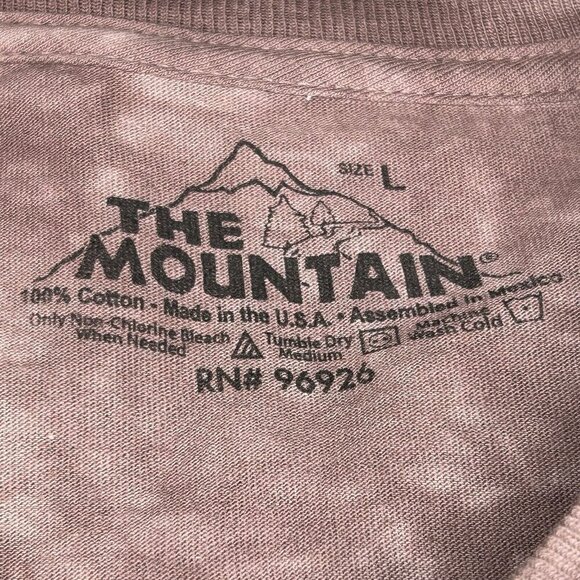 SIZE L
THE
MOUNTAIN®
100% Cotton - Made in the U.S.A. • Assembled in Mexico
Only Non-Chlorine Bleach When Needed
Tumble Dry Medium
Machine Wash Cold
RN# 96926